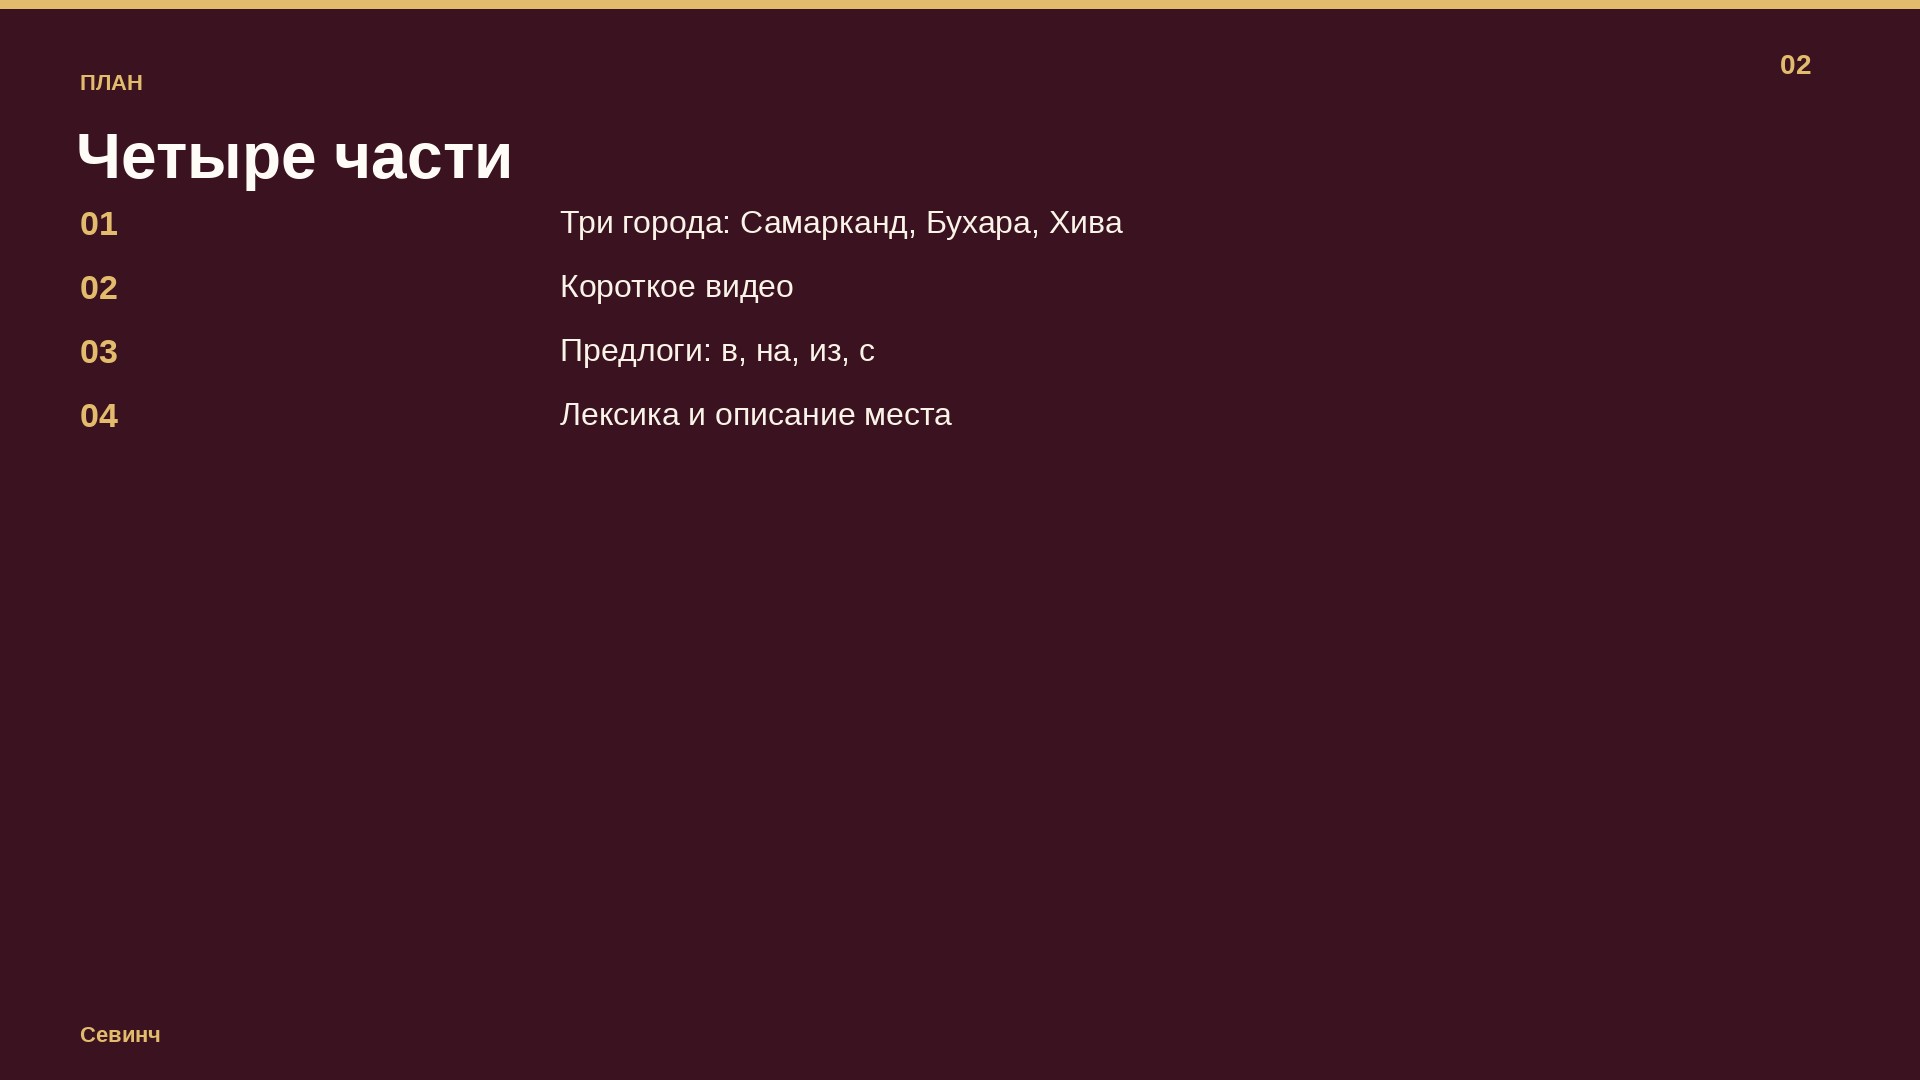 ПЛАН
02
Четыре части
01 Три города: Самарканд, Бухара, Хива
02 Короткое видео
03 Предлоги: в, на, из, с
04 Лексика и описание места
Севинч